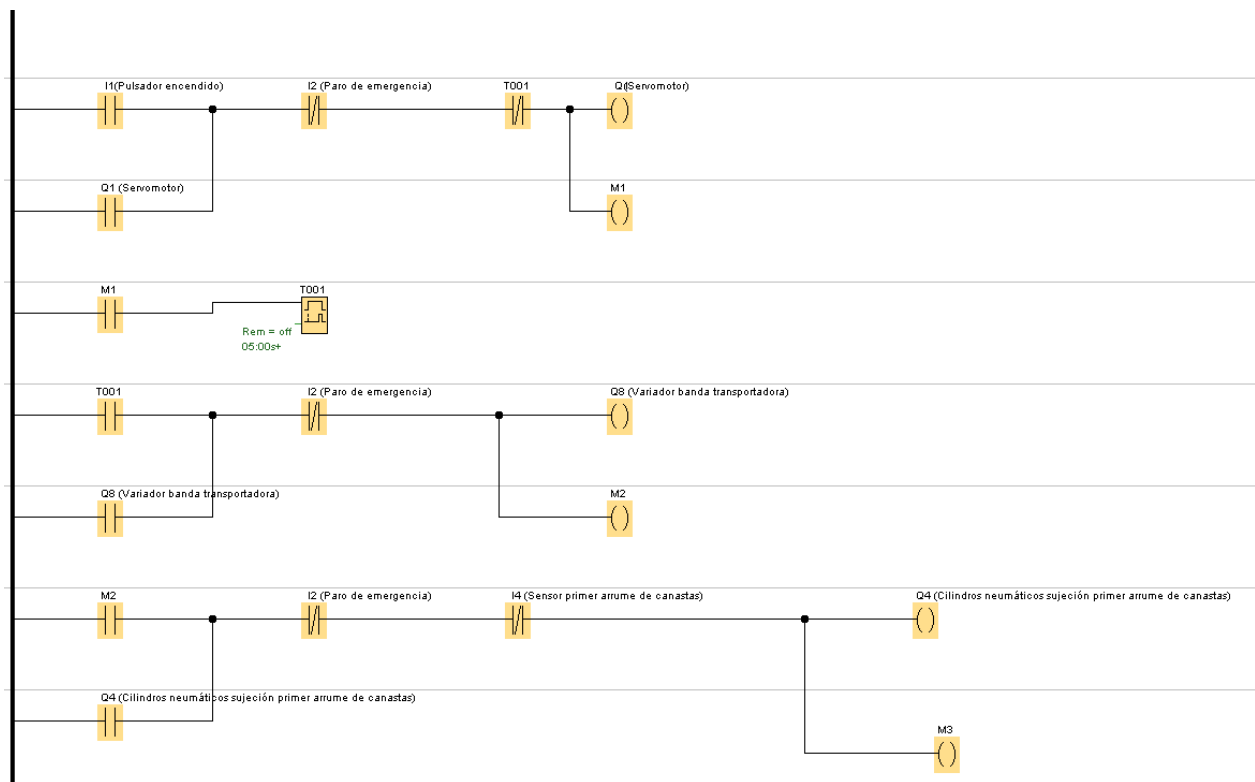 I1(Pulsador encendido) I2 (Paro de emergencia) T001 Q(Servomotor)
Q1 (Servomotor) M1
M1 T001
Rem = off
05:00s+
T001 I2 (Paro de emergencia) Q8 (Variador banda transportadora)
Q8 (Variador banda transportadora) M2
M2 I2 (Paro de emergencia) I4 (Sensor primer arrume de canastas) Q4 (Cilindros neumáticos sujeción primer arrume de canastas)
Q4 (Cilindros neumáticos sujeción primer arrume de canastas)
M3